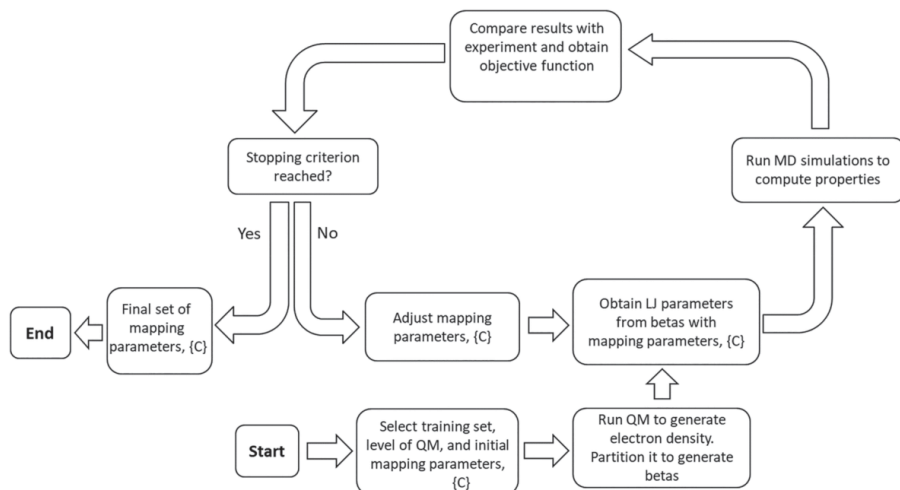 Compare results with
experiment and obtain
objective function
Stopping criterion
reached?
Run MD simulations to
compute properties
Yes
No
End
Final set of
mapping
parameters, {C}
Adjust mapping
parameters, {C}
Obtain LJ parameters
from betas with
mapping parameters, {C}
Start
Select training set,
level of QM, and initial
mapping parameters,
{C}
Run QM to generate
electron density.
Partition it to generate
betas